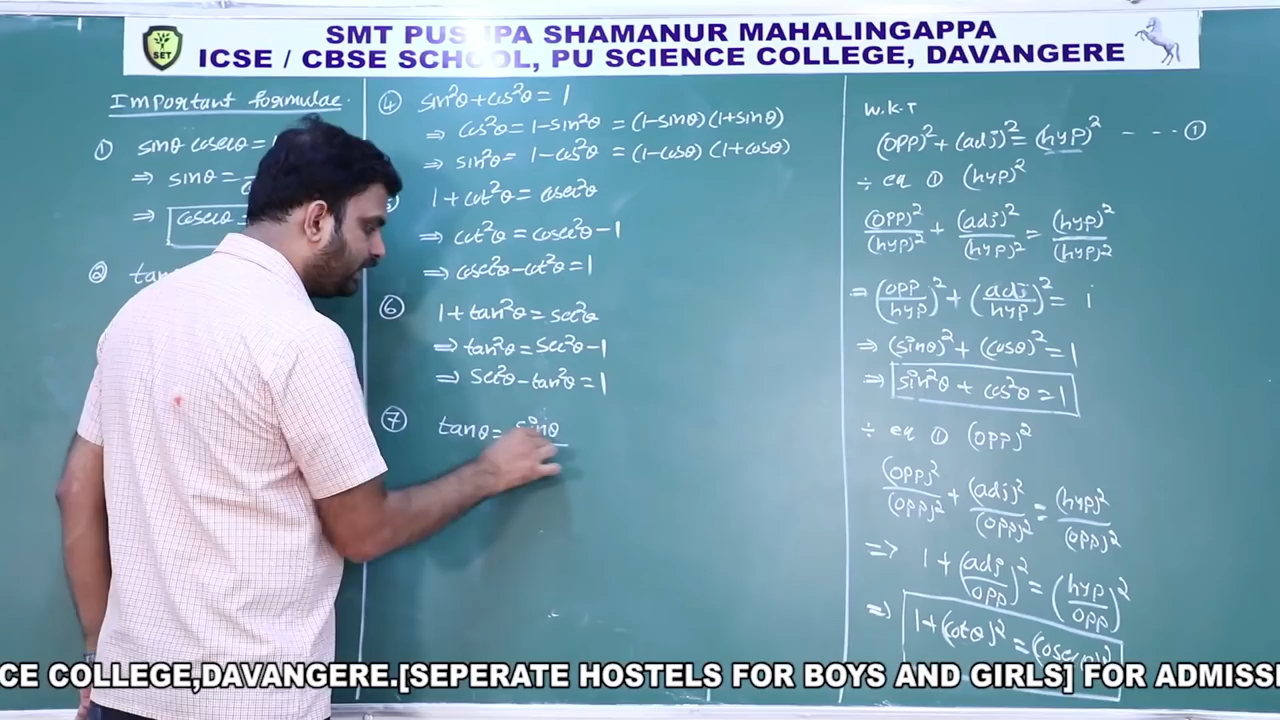 SMT PUSHPA SHAMANUR MAHALINGAPPA
ICSE / CBSE SCHOOL, PU SCIENCE COLLEGE, DAVANGERE
SET
Important formulae.
① sinθ cosecθ =
⇒ sinθ =
⇒ cosecθ =
② tan
④ sin²θ + cos²θ = 1
⇒ cos²θ = 1 - sin²θ = (1-sinθ) (1+sinθ)
⇒ sin²θ = 1 - cos²θ = (1-cosθ) (1+cosθ)
1 + cot²θ = cosec²θ
⇒ cot²θ = cosec²θ - 1
⇒ cosec²θ - cot²θ = 1
⑥ 1 + tan²θ = sec²θ
⇒ tan²θ = sec²θ - 1
⇒ sec²θ - tan²θ = 1
⑦ tanθ = sinθ
W.K.T
(opp)² + (adj)² = (hyp)² - - - - ①
÷ eq ① (hyp)²
(opp)²/(hyp)² + (adj)²/(hyp)² = (hyp)²/(hyp)²
= (opp/hyp)² + (adj/hyp)² = 1
⇒ (sinθ)² + (cosθ)² = 1
⇒ sin²θ + cos²θ = 1
÷ eq ① (opp)²
(opp)²/(opp)² + (adj)²/(opp)² = (hyp)²/(opp)²
⇒ 1 + (adj/opp)² = (hyp/opp)²
⇒ 1 + (cotθ)² =
CE COLLEGE,DAVANGERE.[SEPERATE HOSTELS FOR BOYS AND GIRLS] FOR ADMISSI